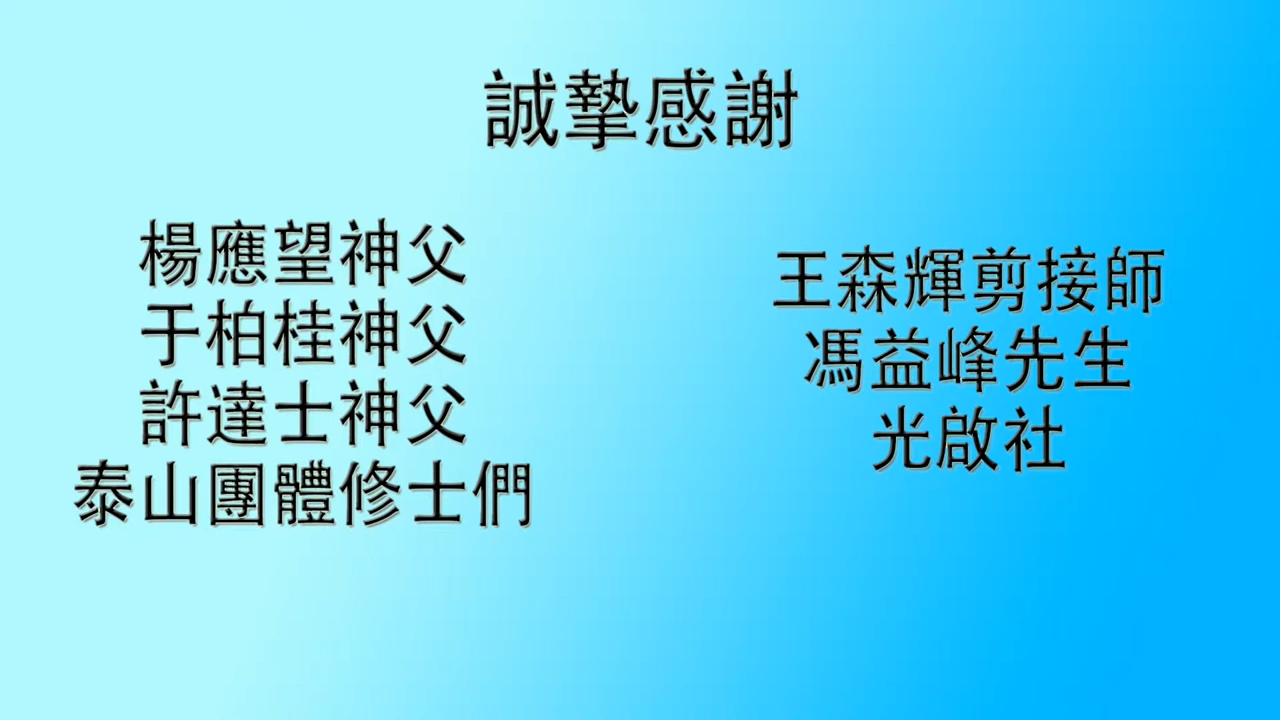 誠摯感謝
楊應望神父
于柏桂神父
許達士神父
泰山團體修士們
王森輝剪接師
馮益峰先生
光啟社